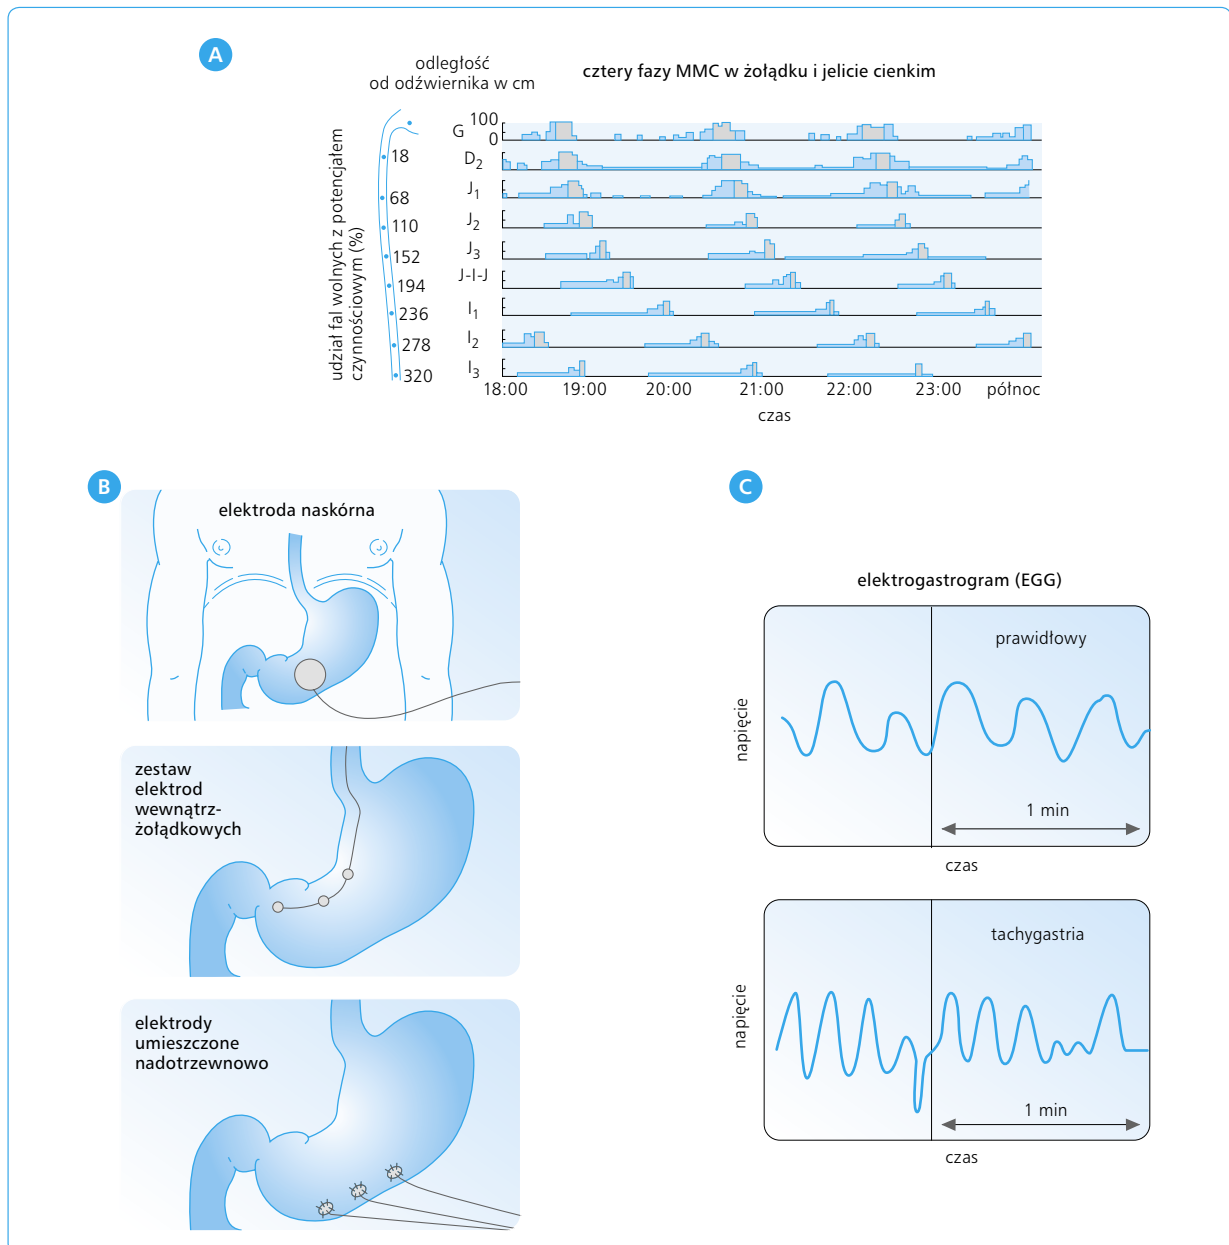 A
odległość
od odźwiernika w cm
cztery fazy MMC w żołądku i jelicie cienkim
udział fal wolnych z potencjałem
czynnościowym (%)
18
68
110
152
194
236
278
320
G
100
0
D2
J1
J2
J3
J-I-J
I1
I2
I3
18:00 19:00 20:00 21:00 22:00 23:00 północ
czas
B
elektroda naskórna
zestaw
elektrod
wewnątrz-
żołądkowych
elektrody
umieszczone
nadotrzewnowo
C
elektrogastrogram (EGG)
prawidłowy
napięcie
1 min
czas
tachygastria
napięcie
1 min
czas